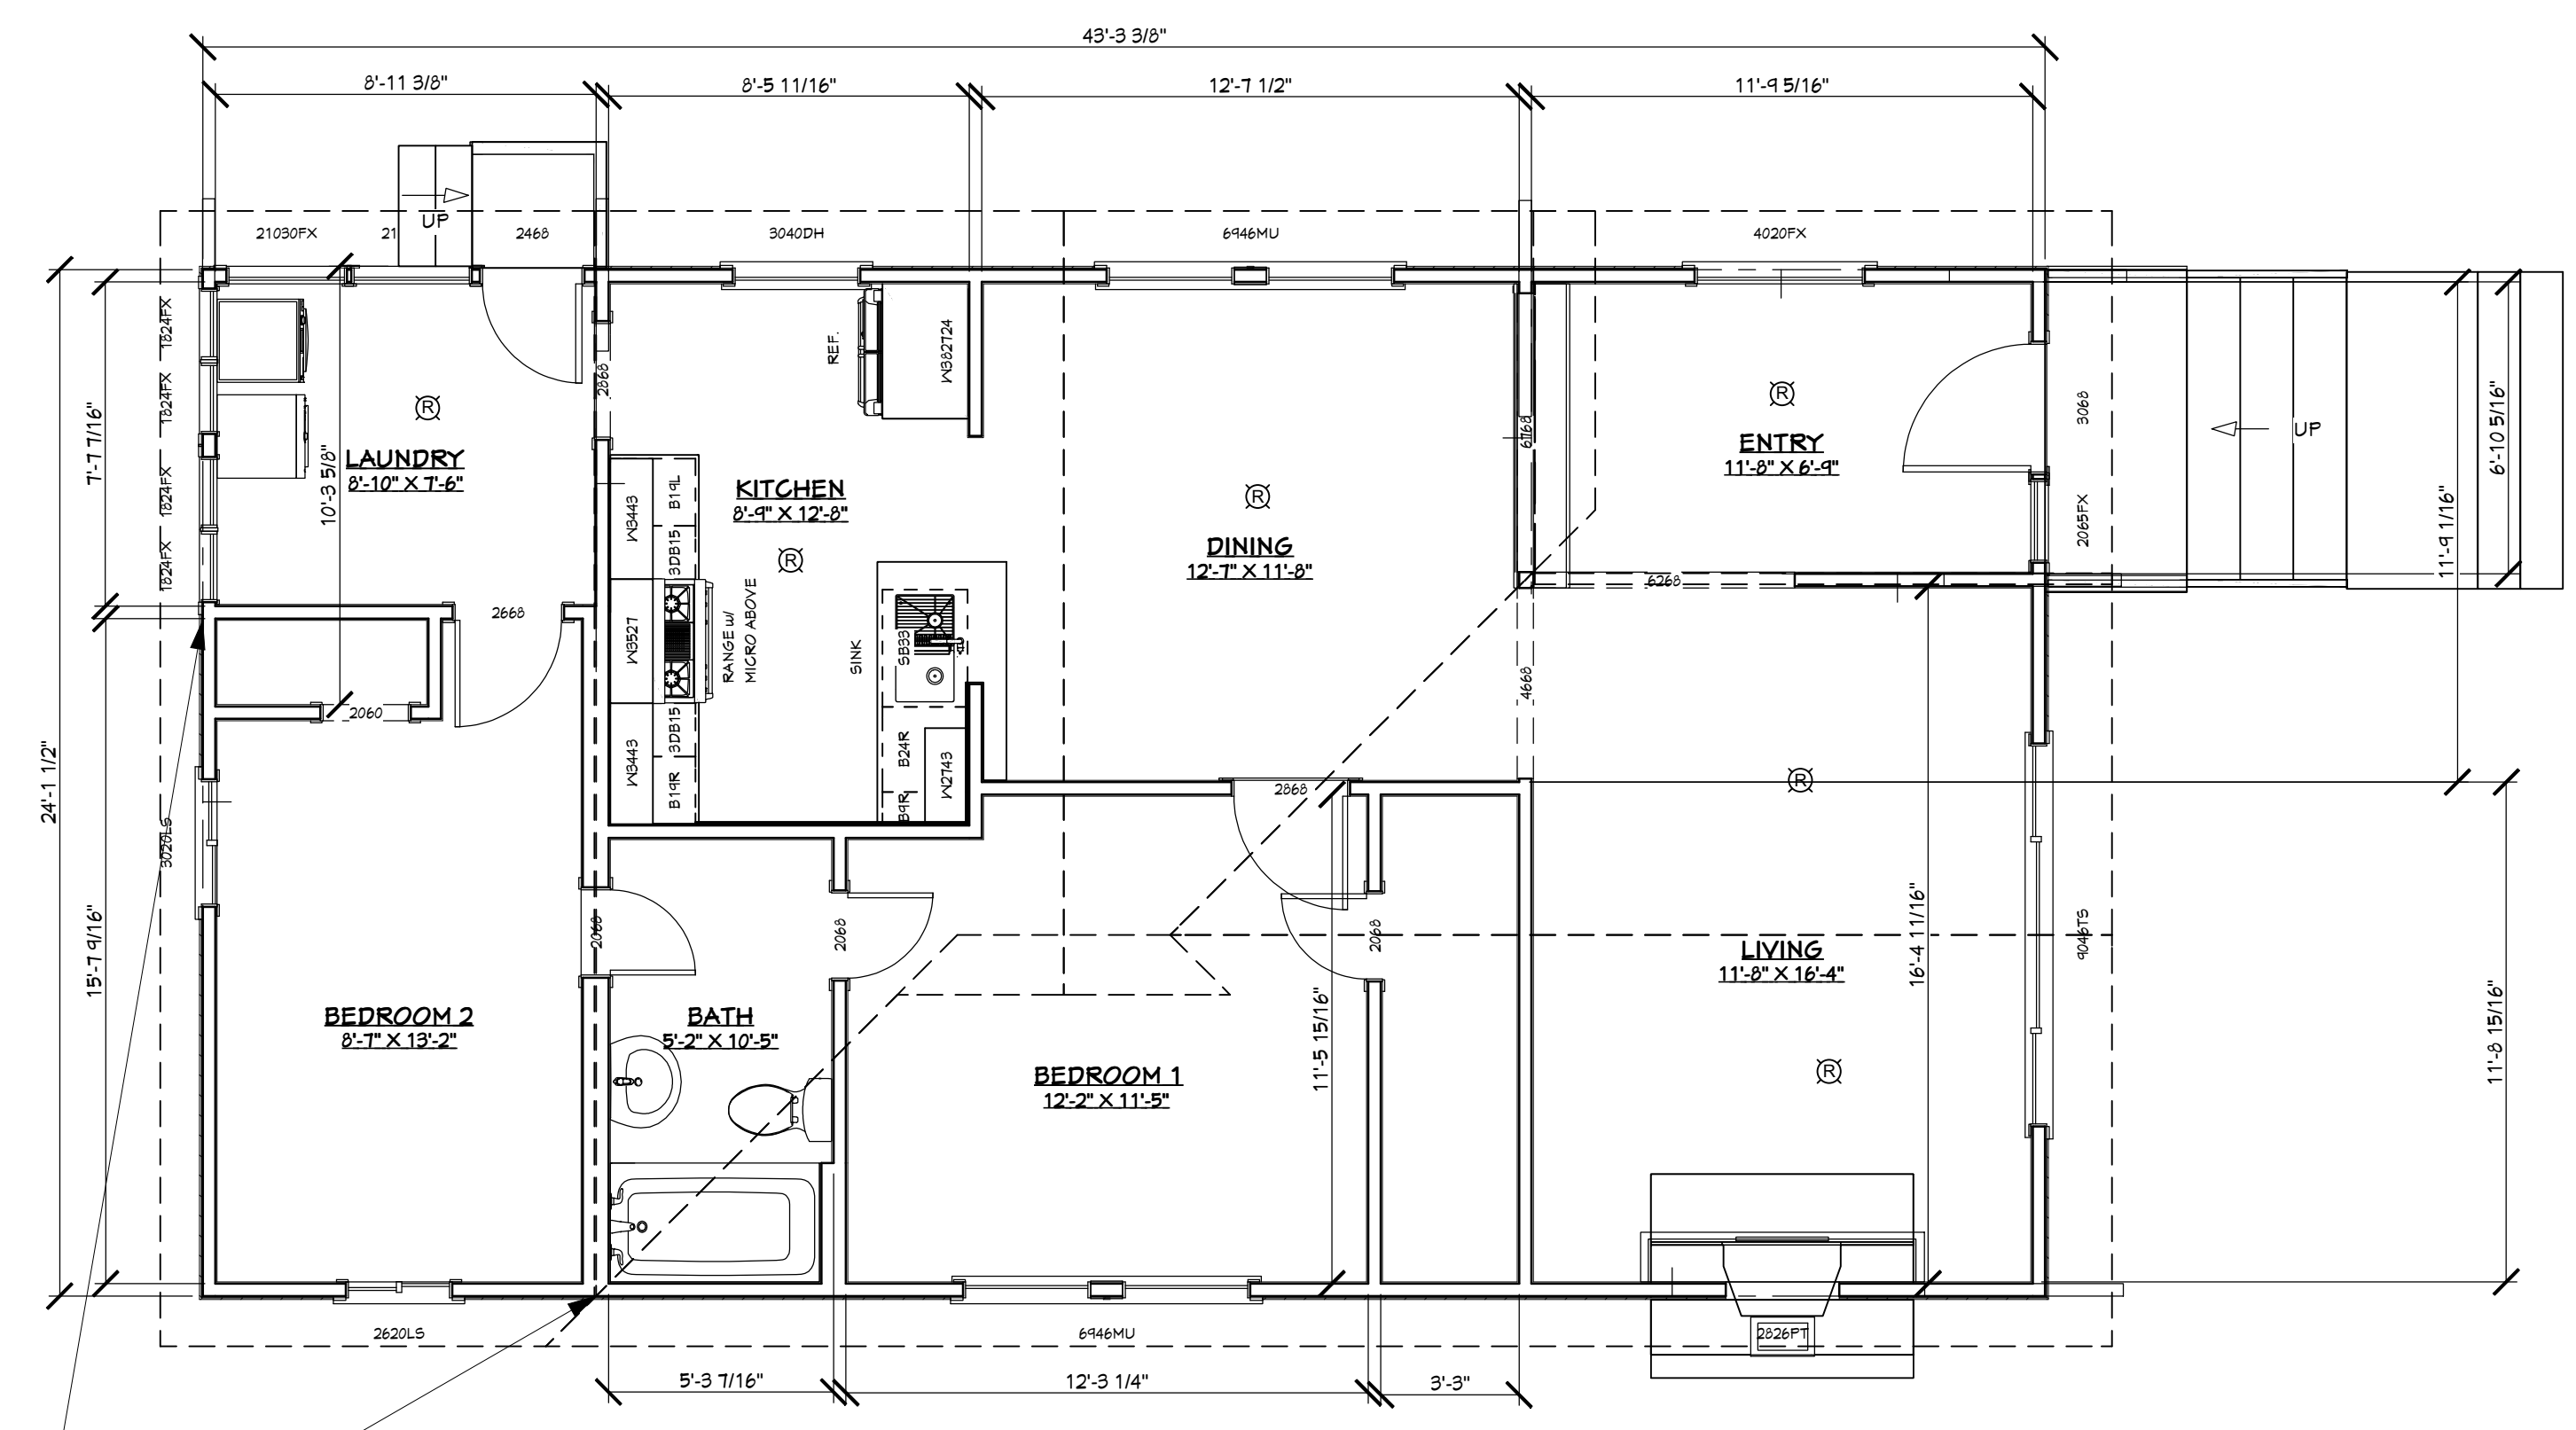 43'-3 3/8"
8'-11 3/8"
8'-5 11/16"
12'-7 1/2"
11'-9 5/16"
UP
21030FX
21
2468
3040DH
6946MU
4020FX
1824FX
1824FX
1824FX
1824FX
7'-7 7/16"
10'-3 5/8"
R
LAUNDRY
8'-10" X 7'-6"
2868
REF.
W382724
KITCHEN
8'-9" X 12'-8"
R
W3443
B19L
3DB15
W3527
RANGE w/
MICRO ABOVE
3DB15
W3443
B19R
SINK
SB33
B24R
B9R
W2743
R
DINING
12'-7" X 11'-8"
6768
R
ENTRY
11'-8" X 6'-9"
3068
2065FX
UP
6'-10 5/16"
11'-9 1/16"
6268
4668
2668
2060
24'-1 1/2"
15'-7 9/16"
3020LS
2868
R
2068
2068
2068
BEDROOM 2
8'-7" X 13'-2"
BATH
5'-2" X 10'-5"
BEDROOM 1
12'-2" X 11'-5"
11'-5 15/16"
LIVING
11'-8" X 16'-4"
16'-4 11/16"
R
9046TS
11'-8 15/16"
2620LS
6946MU
2826PT
5'-3 7/16"
12'-3 1/4"
3'-3"